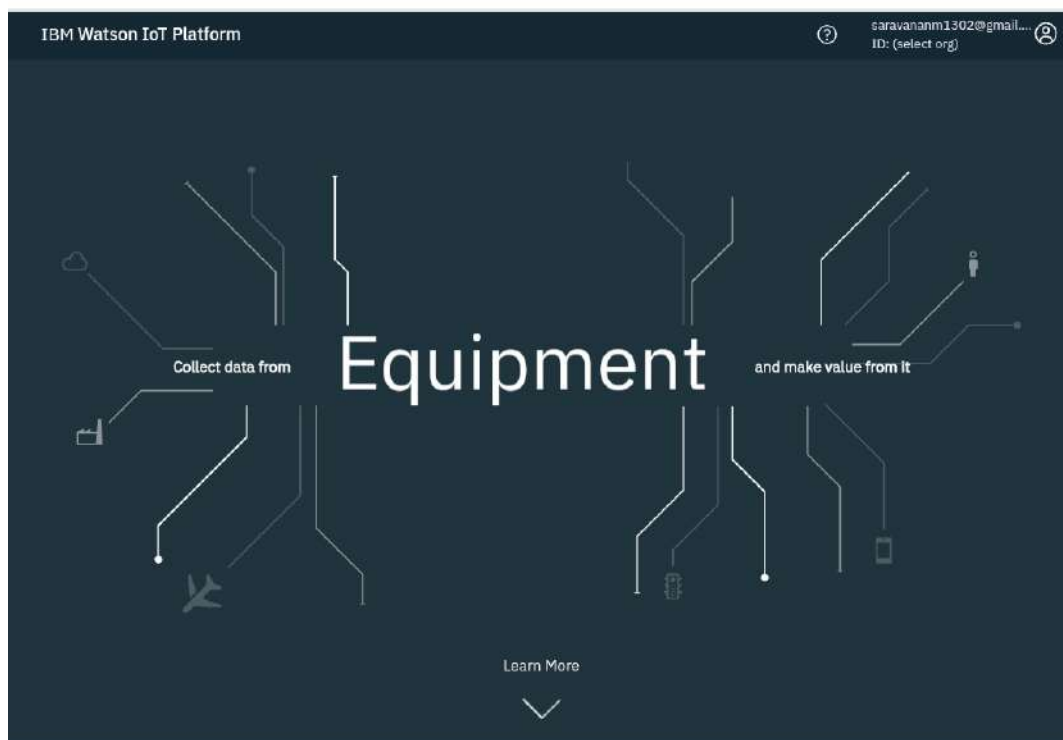 IBM Watson IoT Platform
saravananm1302@gmail....
ID: (select org)
Collect data from
Equipment
and make value from it
Learn More